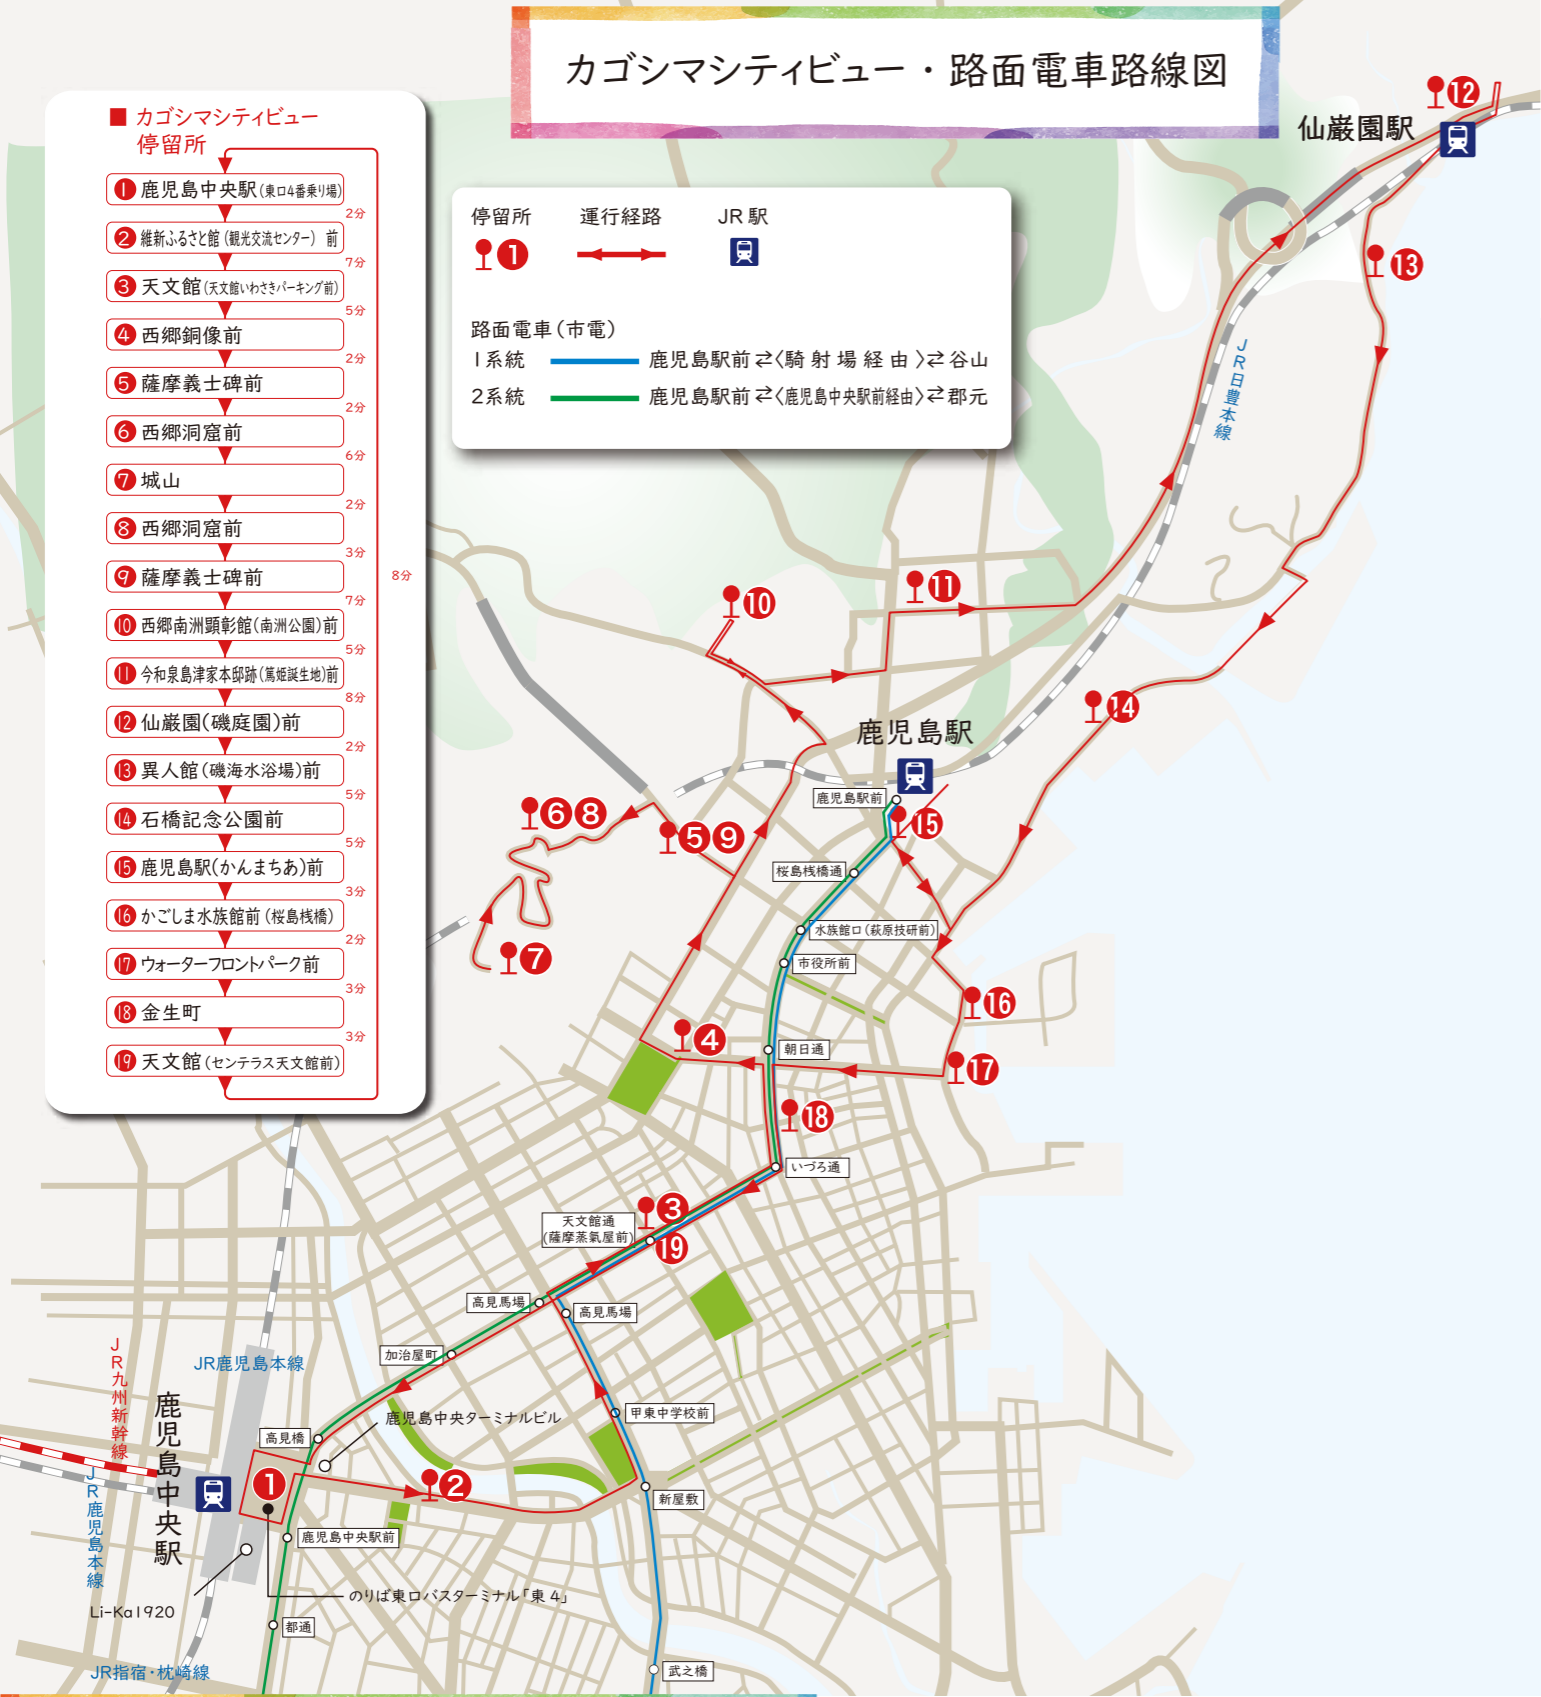 カゴシマシティビュー・路面電車路線図
■ カゴシマシティビュー
停留所
1 鹿児島中央駅(東口4番乗り場)
2分
2 維新ふるさと館(観光交流センター) 前
7分
3 天文館(天文館いわさきパーキング前)
5分
4 西郷銅像前
2分
5 薩摩義士碑前
2分
6 西郷洞窟前
6分
7 城山
2分
8 西郷洞窟前
3分
9 薩摩義士碑前
7分
10 西郷南洲顕彰館(南洲公園)前
5分
11 今和泉島津家本邸跡(篤姫誕生地)前
8分
12 仙巌園(磯庭園)前
2分
13 異人館(磯海水浴場)前
5分
14 石橋記念公園前
5分
15 鹿児島駅(かんまちあ)前
3分
16 かごしま水族館前(桜島桟橋)
2分
17 ウォーターフロントパーク前
3分
18 金生町
3分
19 天文館(センテラス天文館前)
8分
停留所 運行経路 JR駅
1
路面電車(市電)
1系統 鹿児島駅前⇄〈騎射場経由〉⇄谷山
2系統 鹿児島駅前⇄〈鹿児島中央駅前経由〉⇄郡元
12
仙巌園駅
13
JR日豊本線
11
10
14
鹿児島駅
鹿児島駅前
15
6 8
5 9
桜島桟橋通
水族館口(萩原技研前)
市役所前
7
16
4
朝日通
17
18
いづろ通
3
天文館通
(薩摩蒸氣屋前)
19
高見馬場
高見馬場
加治屋町
JR九州新幹線
JR鹿児島本線
鹿児島中央駅
鹿児島中央ターミナルビル
甲東中学校前
高見橋
JR鹿児島本線
1
2
新屋敷
鹿児島中央駅前
のりば東口バスターミナル「東4」
Li-Ka1920
都通
JR指宿・枕崎線
武之橋